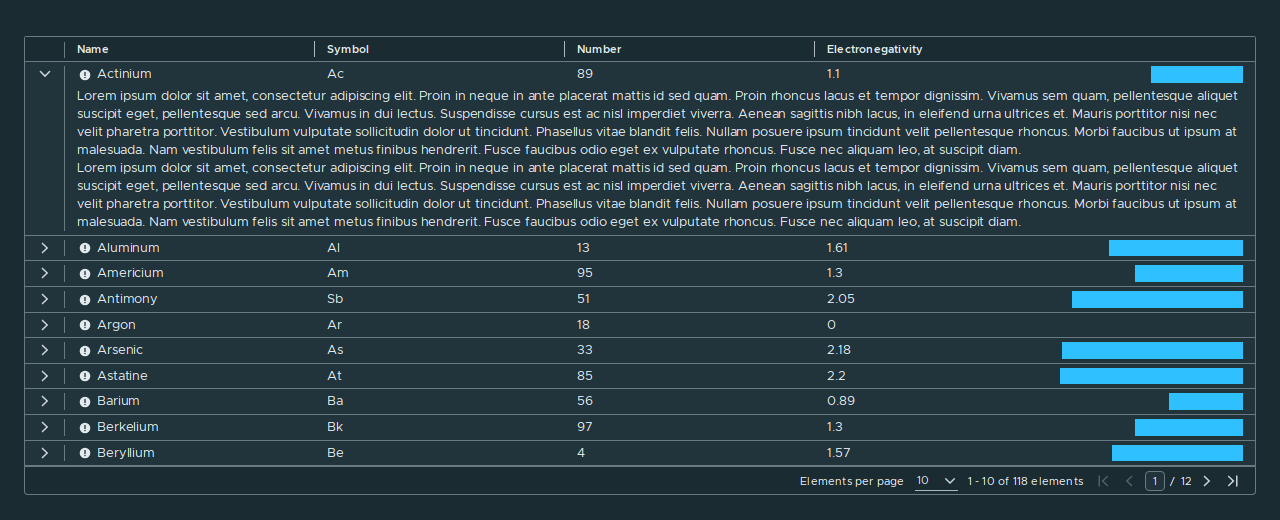 Name Symbol Number Electronegativity
Actinium Ac 89 1.1
Lorem ipsum dolor sit amet, consectetur adipiscing elit. Proin in neque in ante placerat mattis id sed quam. Proin rhoncus lacus et tempor dignissim. Vivamus sem quam, pellentesque aliquet
suscipit eget, pellentesque sed arcu. Vivamus in dui lectus. Suspendisse cursus est ac nisl imperdiet viverra. Aenean sagittis nibh lacus, in eleifend urna ultrices et. Mauris porttitor nisi nec
velit pharetra porttitor. Vestibulum vulputate sollicitudin dolor ut tincidunt. Phasellus vitae blandit felis. Nullam posuere ipsum tincidunt velit pellentesque rhoncus. Morbi faucibus ut ipsum at
malesuada. Nam vestibulum felis sit amet metus finibus hendrerit. Fusce faucibus odio eget ex vulputate rhoncus. Fusce nec aliquam leo, at suscipit diam.
Lorem ipsum dolor sit amet, consectetur adipiscing elit. Proin in neque in ante placerat mattis id sed quam. Proin rhoncus lacus et tempor dignissim. Vivamus sem quam, pellentesque aliquet
suscipit eget, pellentesque sed arcu. Vivamus in dui lectus. Suspendisse cursus est ac nisl imperdiet viverra. Aenean sagittis nibh lacus, in eleifend urna ultrices et. Mauris porttitor nisi nec
velit pharetra porttitor. Vestibulum vulputate sollicitudin dolor ut tincidunt. Phasellus vitae blandit felis. Nullam posuere ipsum tincidunt velit pellentesque rhoncus. Morbi faucibus ut ipsum at
malesuada. Nam vestibulum felis sit amet metus finibus hendrerit. Fusce faucibus odio eget ex vulputate rhoncus. Fusce nec aliquam leo, at suscipit diam.
Aluminum Al 13 1.61
Americium Am 95 1.3
Antimony Sb 51 2.05
Argon Ar 18 0
Arsenic As 33 2.18
Astatine At 85 2.2
Barium Ba 56 0.89
Berkelium Bk 97 1.3
Beryllium Be 4 1.57
Elements per page 10 1 - 10 of 118 elements 1 / 12